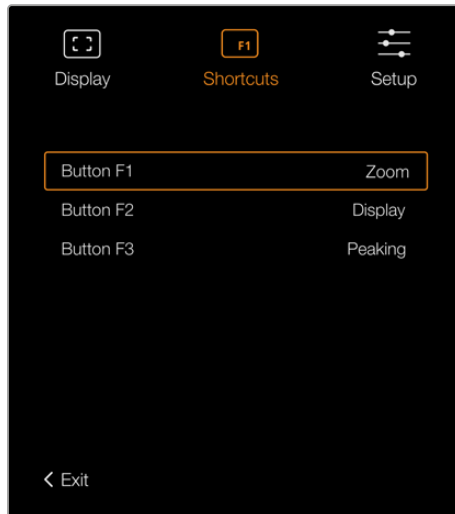 F1
Display Shortcuts Setup
Button F1 Zoom
Button F2 Display
Button F3 Peaking
Exit